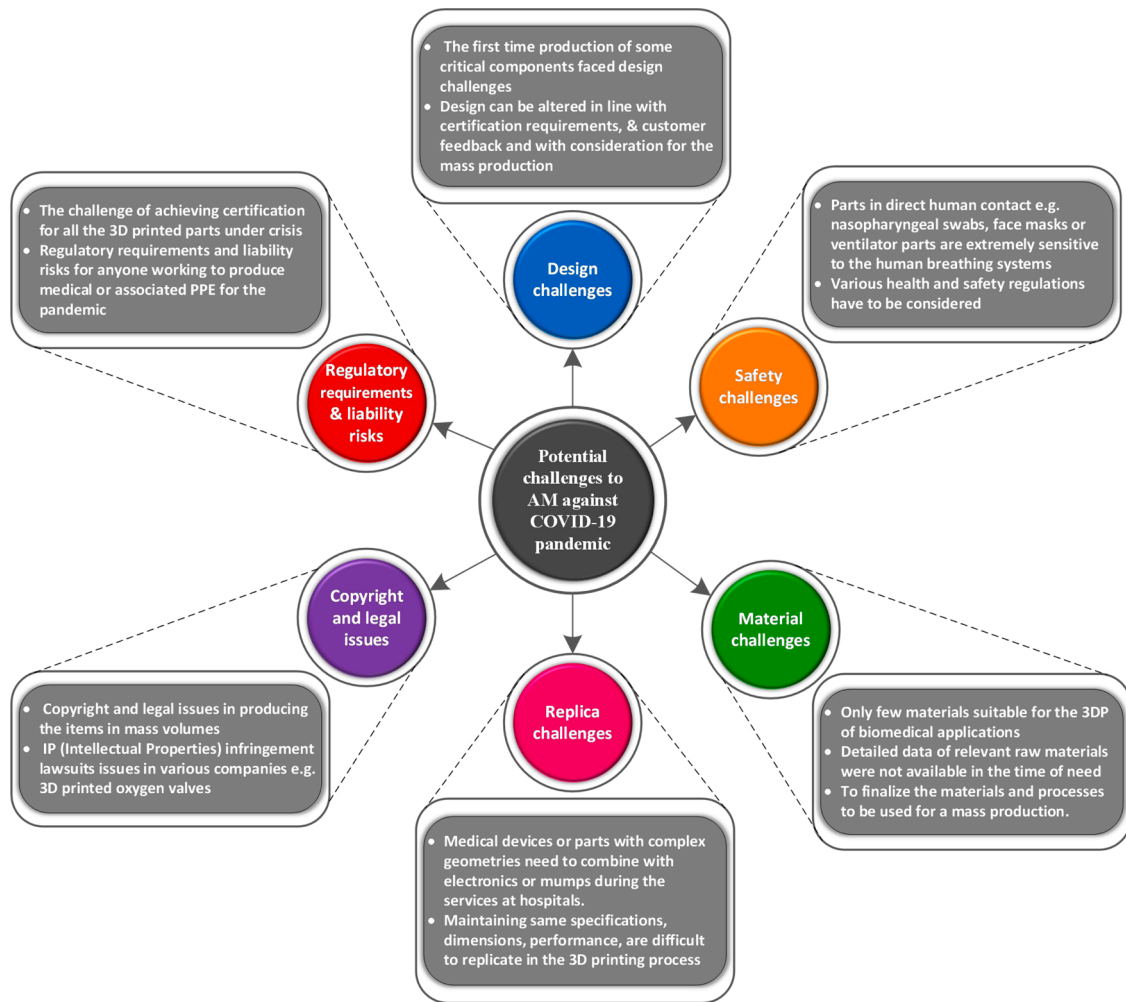 • The first time production of some
critical components faced design
challenges
• Design can be altered in line with
certification requirements, & customer
feedback and with consideration for the
mass production
Design
challenges
• The challenge of achieving certification
for all the 3D printed parts under crisis
• Regulatory requirements and liability
risks for anyone working to produce
medical or associated PPE for the
pandemic
Regulatory
requirements
& liability
risks
• Parts in direct human contact e.g.
nasopharyngeal swabs, face masks or
ventilator parts are extremely sensitive
to the human breathing systems
• Various health and safety regulations
have to be considered
Safety
challenges
Potential
challenges to
AM against
COVID-19
pandemic
Copyright
and legal
issues
• Copyright and legal issues in producing
the items in mass volumes
• IP (Intellectual Properties) infringement
lawsuits issues in various companies e.g.
3D printed oxygen valves
Replica
challenges
• Medical devices or parts with complex
geometries need to combine with
electronics or mumps during the
services at hospitals.
• Maintaining same specifications,
dimensions, performance, are difficult
to replicate in the 3D printing process
Material
challenges
• Only few materials suitable for the 3DP
of biomedical applications
• Detailed data of relevant raw materials
were not available in the time of need
• To finalize the materials and processes
to be used for a mass production.